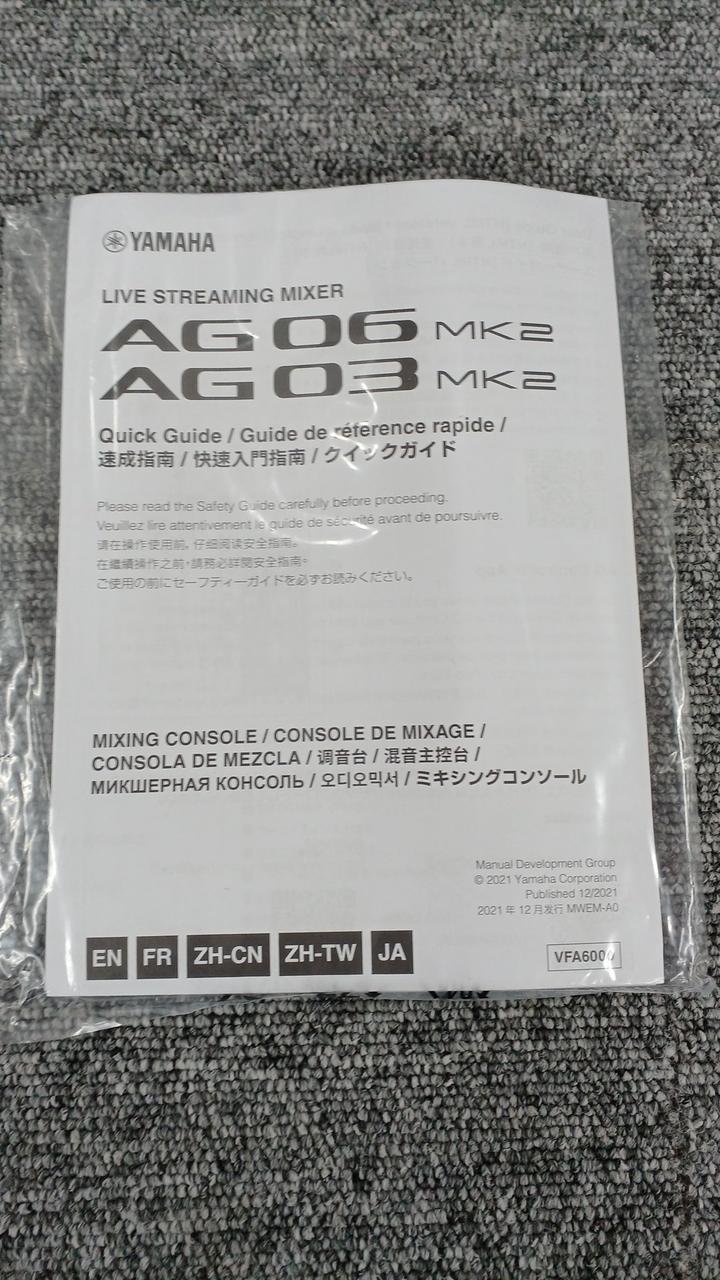 YAMAHA
LIVE STREAMING MIXER
AG06 MK2
AG03 MK2
Quick Guide / Guide de référence rapide /
速成指南 / 快速入門指南 / クイックガイド
Please read the Safety Guide carefully before proceeding.
Veuillez lire attentivement le guide de sécurité avant de poursuivre.
请在操作使用前，仔细阅读安全指南。
在繼續操作之前，請務必詳閱安全指南。
ご使用の前にセーフティーガイドを必ずお読みください。
MIXING CONSOLE / CONSOLE DE MIXAGE /
CONSOLA DE MEZCLA / 调音台 / 混音主控台 /
МИКШЕРНАЯ КОНСОЛЬ / 오디오믹서 / ミキシングコンソール
Manual Development Group
© 2021 Yamaha Corporation
Published 12/2021
2021 年 12 月发行 MWEM-A0
EN FR ZH-CN ZH-TW JA
VFA6000